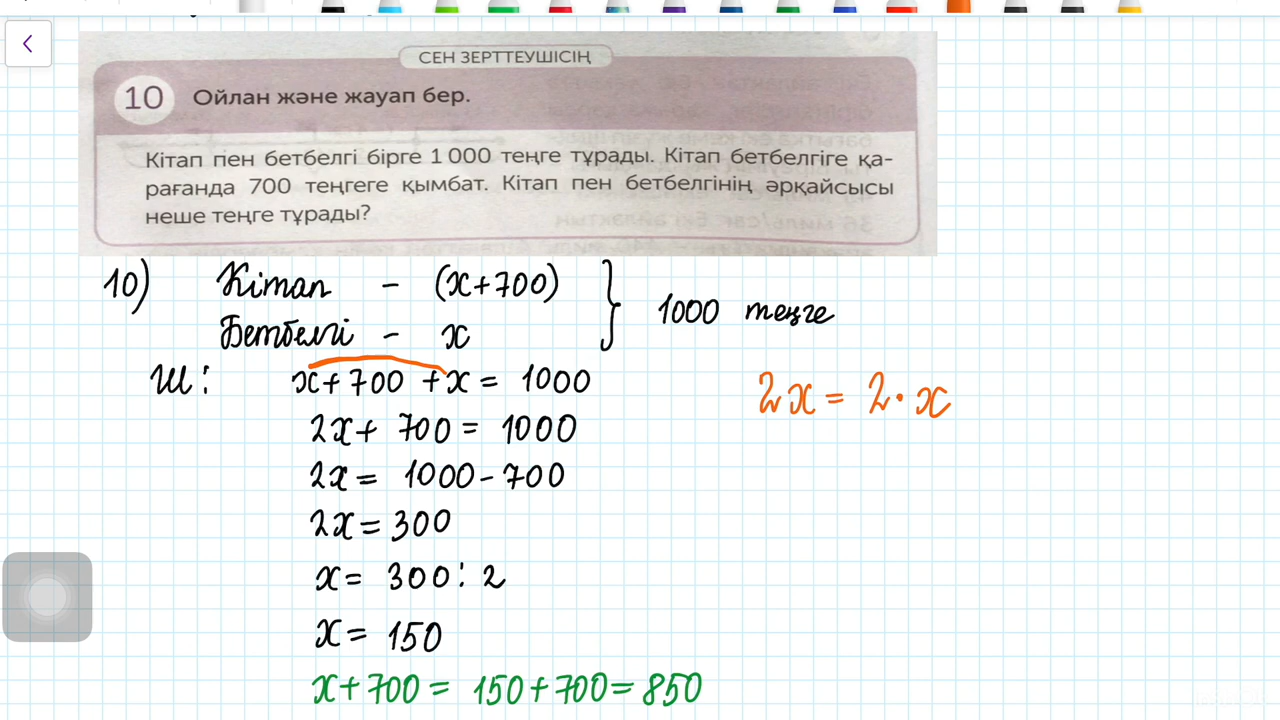 СЕН ЗЕРТТЕУШІСІҢ
10 Ойлан және жауап бер.
Кітап пен бетбелгі бірге 1 000 теңге тұрады. Кітап бетбелгіге қа-
рағанда 700 теңгеге қымбат. Кітап пен бетбелгінің әрқайсысы
неше теңге тұрады?
10) Кітап - (x+700)
Бетбелгі - x
1000 теңге
Ш: x+700 +x = 1000
2x = 2·x
2x+ 700 = 1000
2x = 1000-700
2x = 300
x = 300:2
x = 150
x+700 = 150+700=850